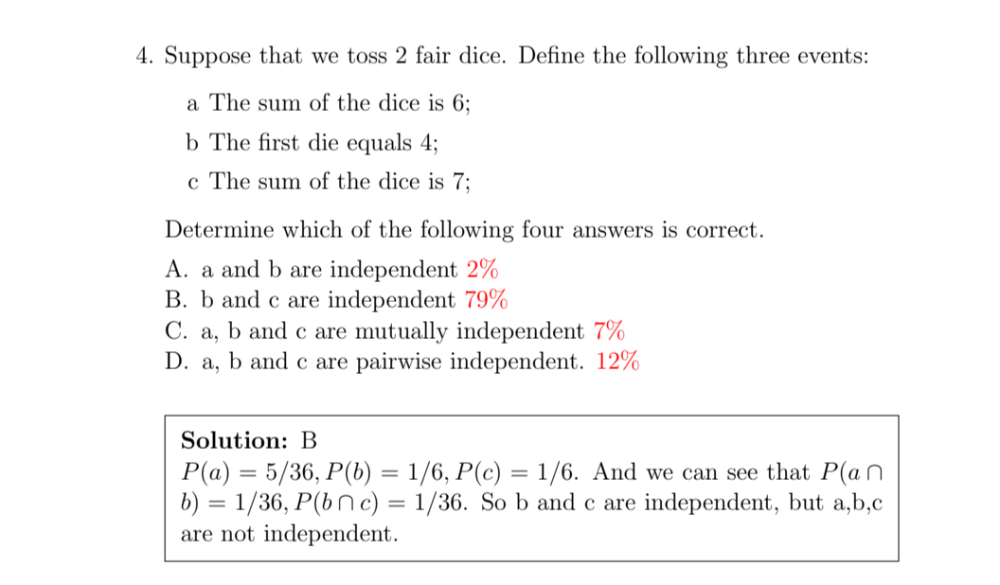 4. Suppose that we toss 2 fair dice. Define the following three events:
a The sum of the dice is 6;
b The first die equals 4;
c The sum of the dice is 7;
Determine which of the following four answers is correct.
A. a and b are independent 2%
B. b and c are independent 79%
C. a, b and c are mutually independent 7%
D. a, b and c are pairwise independent. 12%
Solution: B
P(a) = 5/36, P(b) = 1/6, P(c) = 1/6. And we can see that P(a ∩
b) = 1/36, P(b ∩ c) = 1/36. So b and c are independent, but a,b,c
are not independent.